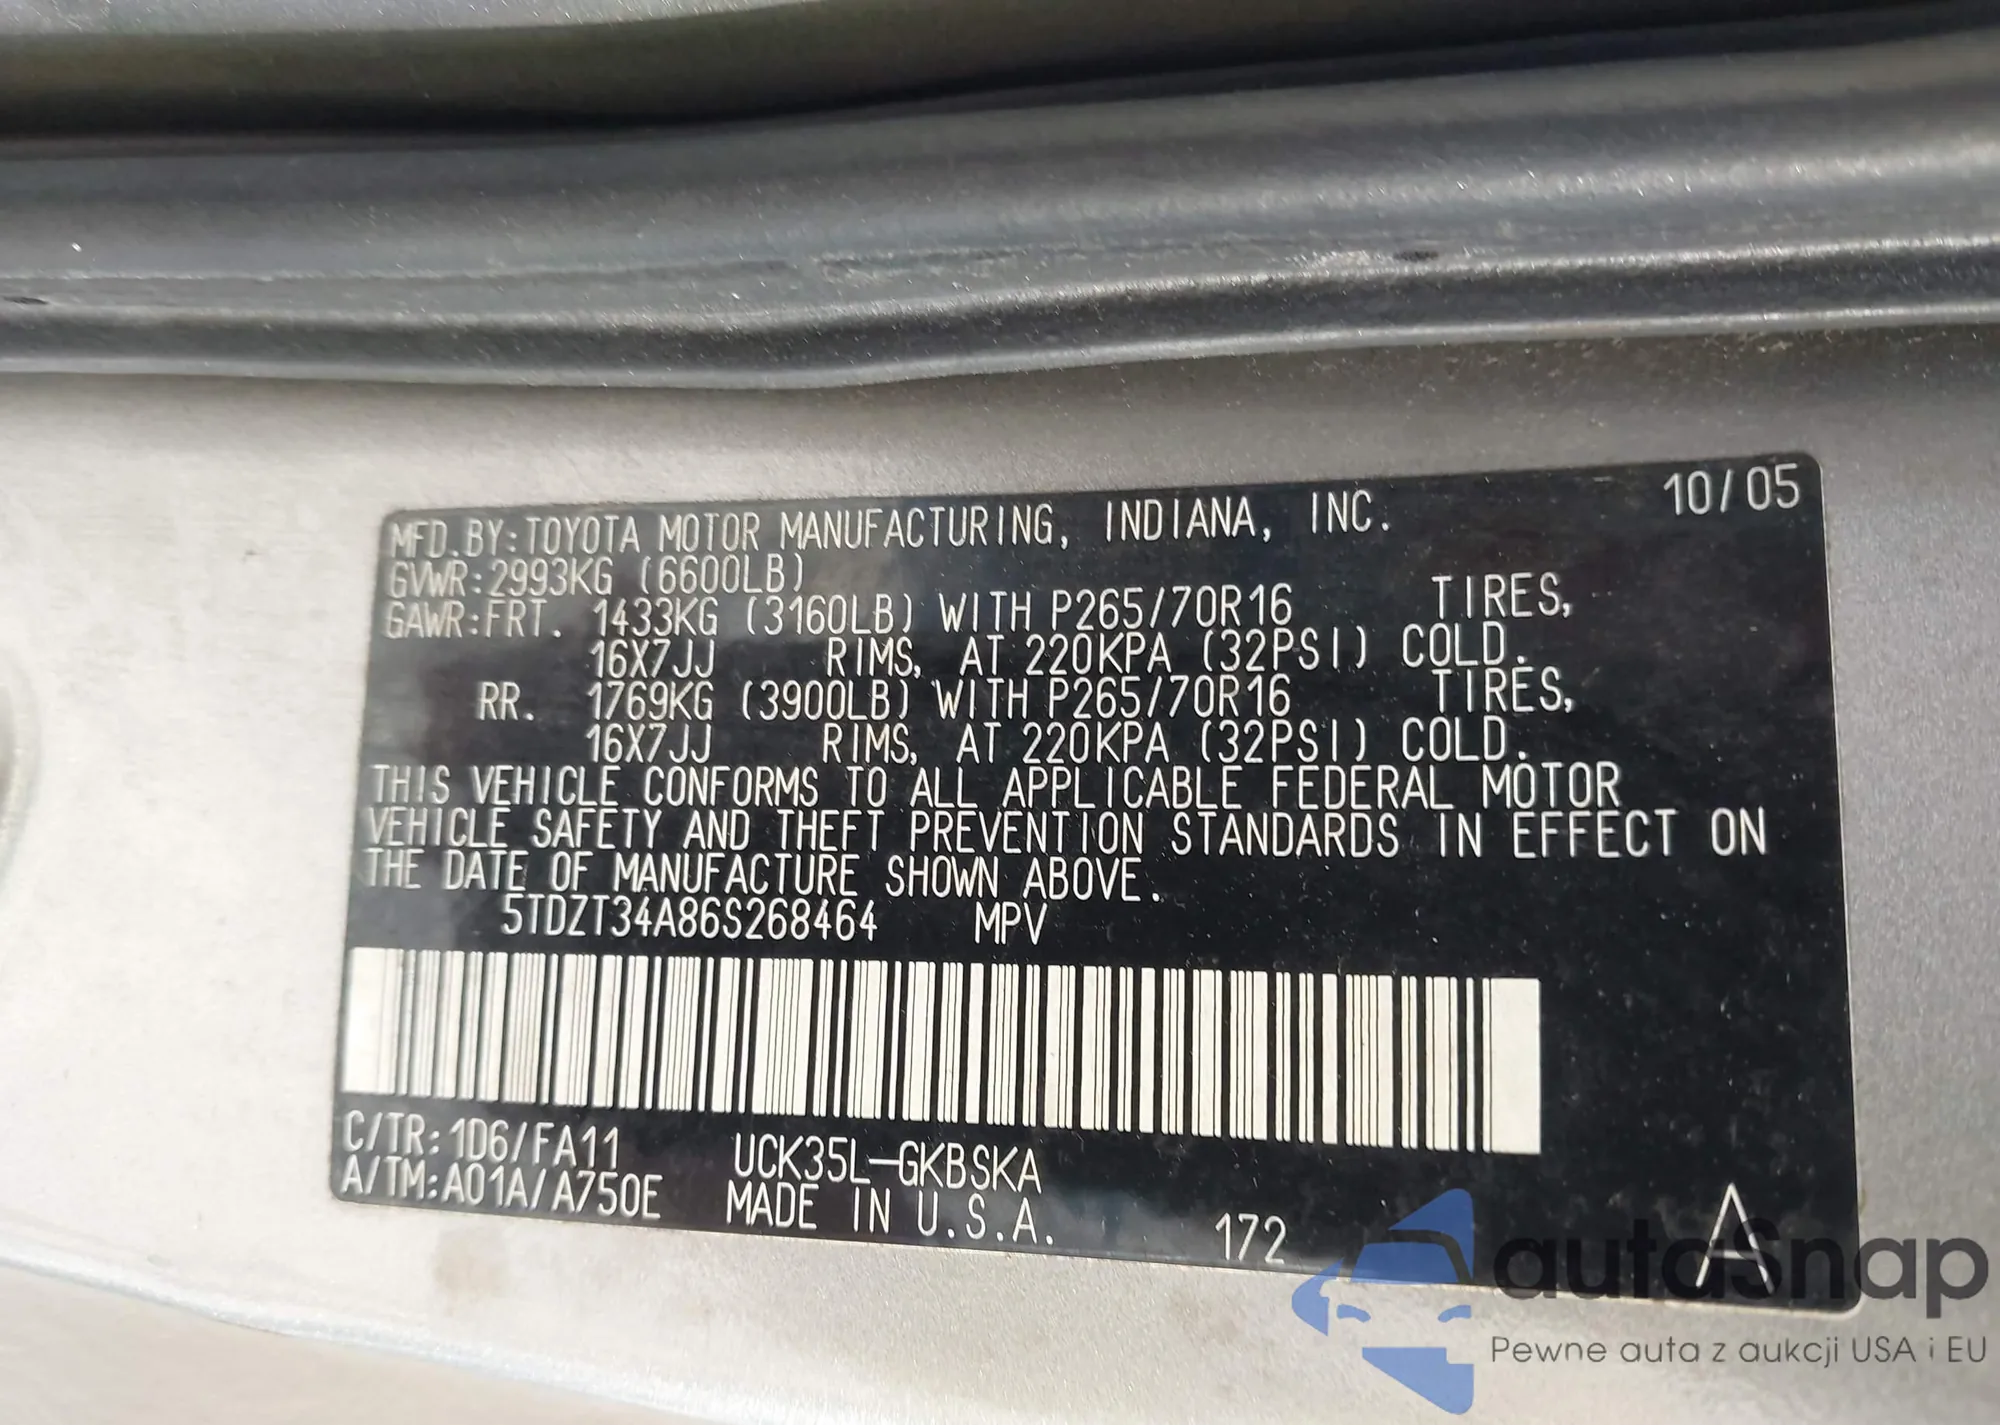 10/05
MFD.BY:TOYOTA MOTOR MANUFACTURING, INDIANA, INC.
GVWR:2993KG (6600LB)
GAWR:FRT. 1433KG (3160LB) WITH P265/70R16 TIRES,
16X7JJ RIMS, AT 220KPA (32PSI) COLD.
RR. 1769KG (3900LB) WITH P265/70R16 TIRES,
16X7JJ RIMS, AT 220KPA (32PSI) COLD.
THIS VEHICLE CONFORMS TO ALL APPLICABLE FEDERAL MOTOR
VEHICLE SAFETY AND THEFT PREVENTION STANDARDS IN EFFECT ON
THE DATE OF MANUFACTURE SHOWN ABOVE.
5TDZT34A86S268464 MPV
C/TR:1D6/FA11 UCK35L-GKBSKA
A/TM:A01A/A750E MADE IN U.S.A. 172 A
autoSnap
Pewne auta z aukcji USA i EU